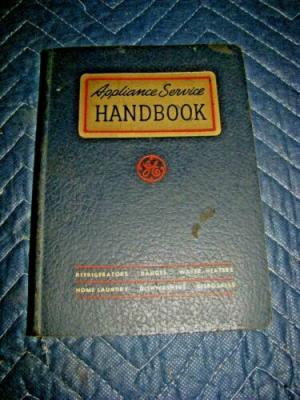 Appliance Service
HANDBOOK
GE
REFRIGERATORS RANGES WATER HEATERS
HOME LAUNDRY DISHWASHERS DISPOSALLS